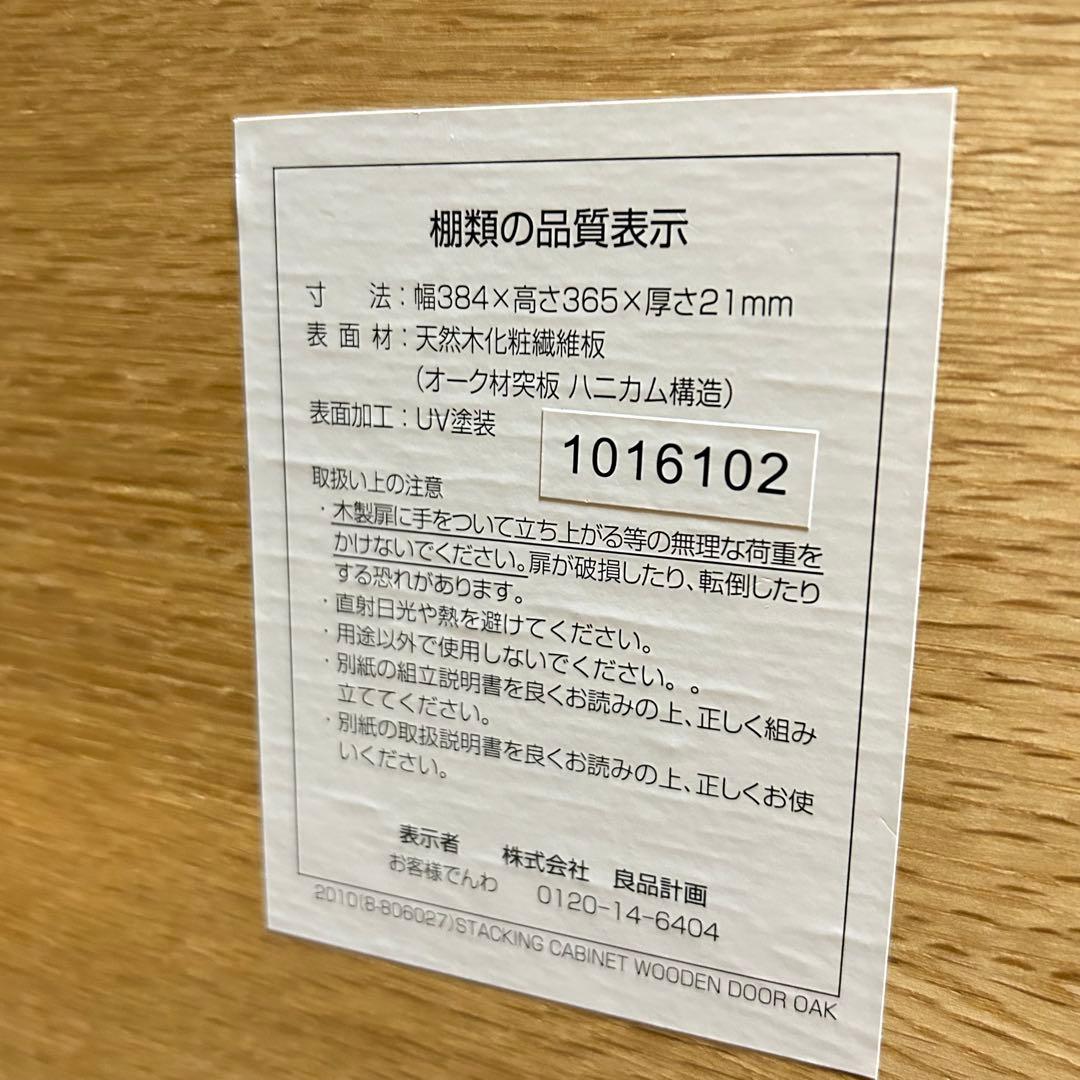 棚類の品質表示
寸　法：幅384×高さ365×厚さ21mm
表面材：天然木化粧繊維板
（オーク材突板 ハニカム構造）
表面加工：UV塗装
1016102
取扱い上の注意
・木製扉に手をついて立ち上がる等の無理な荷重を
かけないでください。扉が破損したり、転倒したり
する恐れがあります。
・直射日光や熱を避けてください。
・用途以外で使用しないでください。。
・別紙の組立説明書を良くお読みの上、正しく組み
立ててください。
・別紙の取扱説明書を良くお読みの上、正しくお使
いください。
表示者　株式会社　良品計画
お客様でんわ　0120-14-6404
2010(8-806027)STACKING CABINET WOODEN DOOR OAK